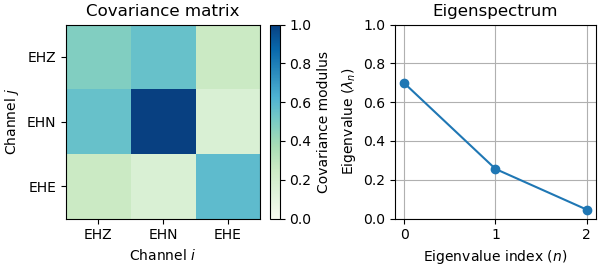 Covariance matrix
EHZ
EHN
EHE
Channel j
EHZ
EHN
EHE
Channel i
1.0
0.8
0.6
0.4
0.2
0.0
Covariance modulus
Eigenspectrum
1.0
0.8
0.6
0.4
0.2
0.0
Eigenvalue (λₙ)
0
1
2
Eigenvalue index (n)